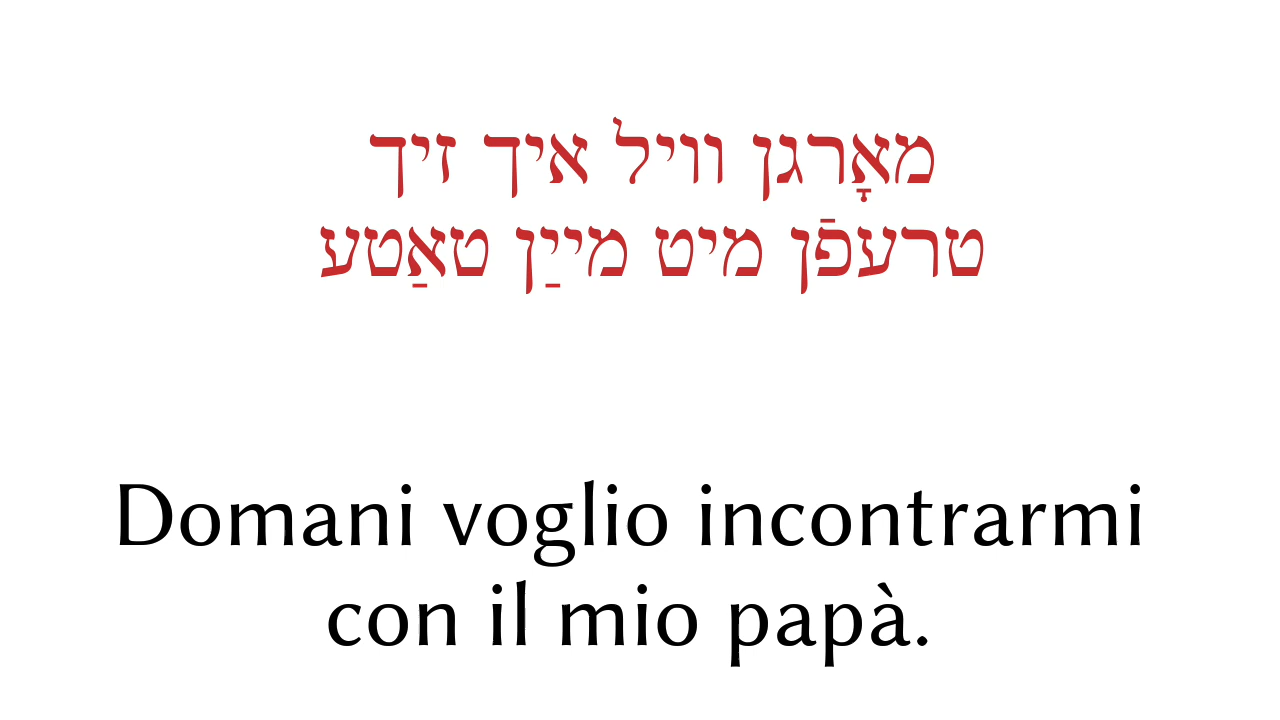 מאָרגן וויל איך זיך
טרעפֿן מיט מייַן טאַטע
Domani voglio incontrarmi
con il mio papà.